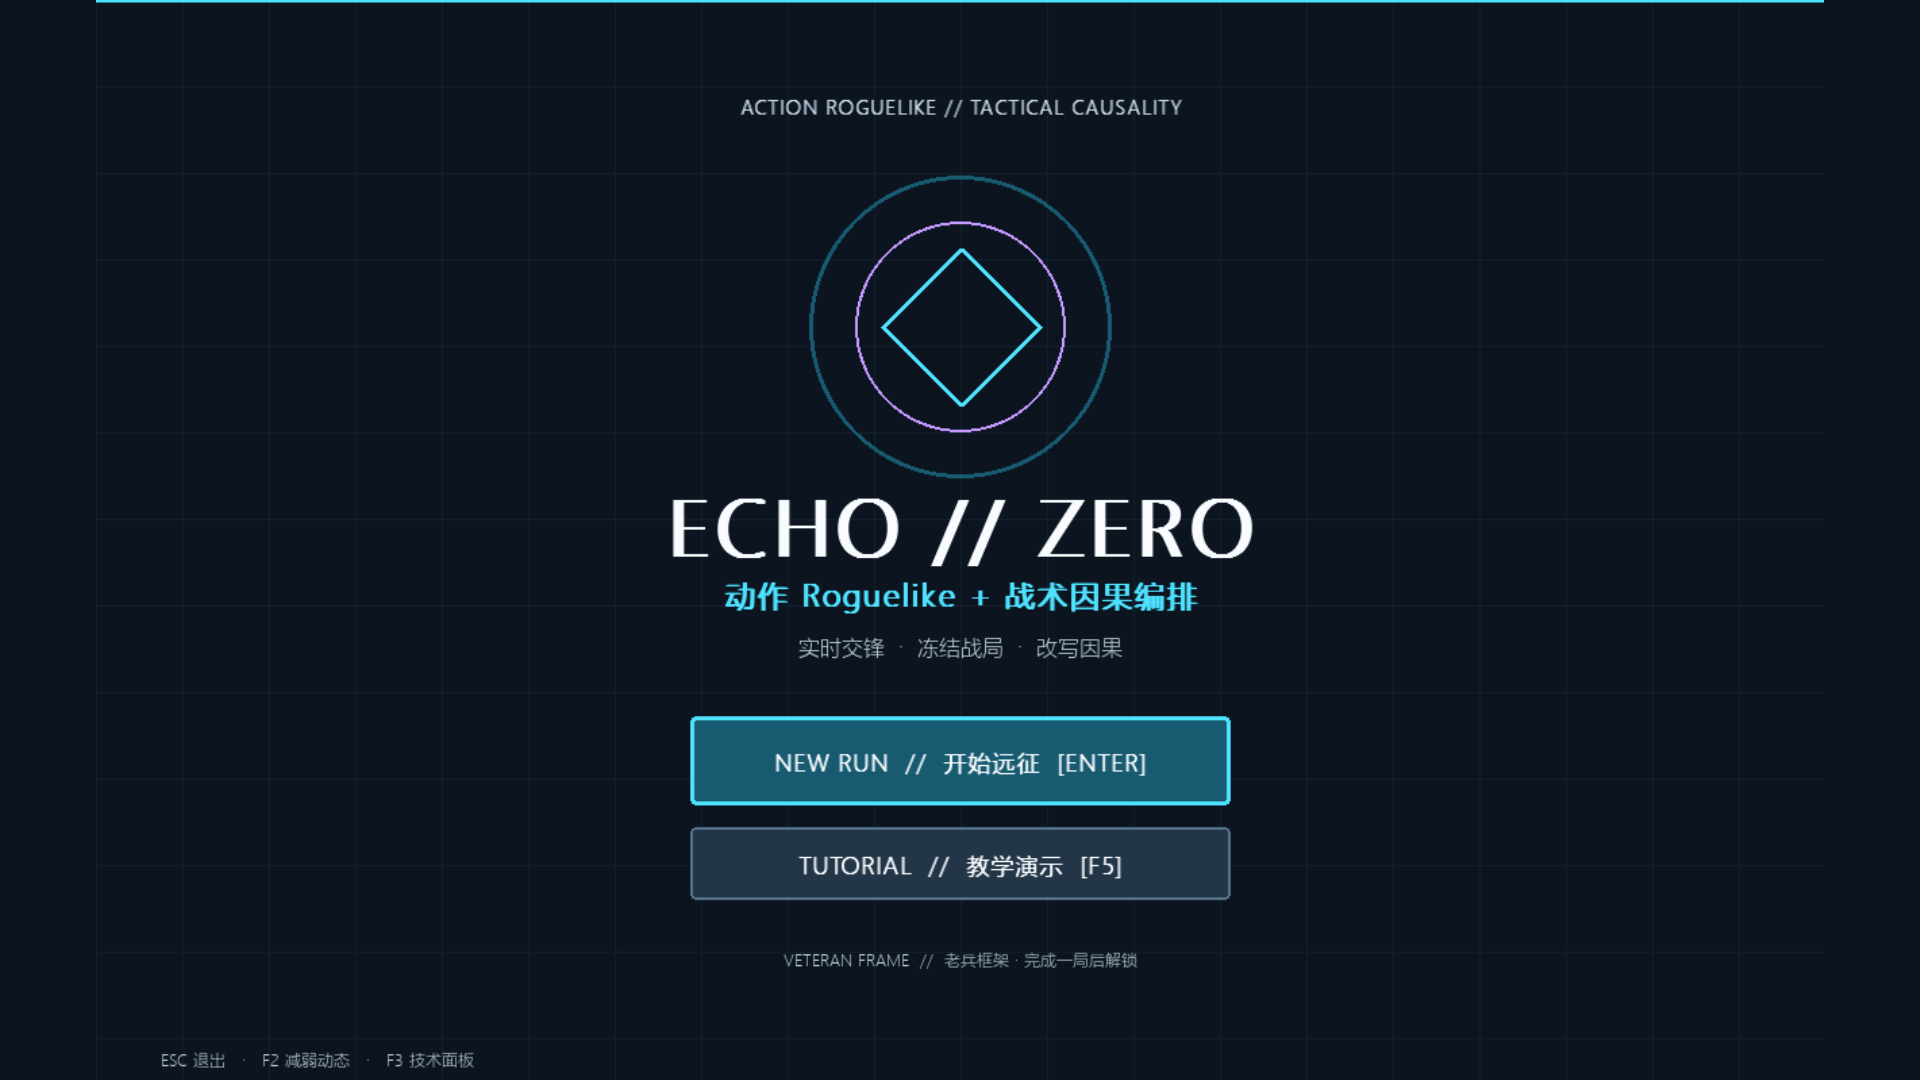 ACTION ROGUELIKE // TACTICAL CAUSALITY
ECHO // ZERO
动作 Roguelike + 战术因果编排
实时交锋 · 冻结战局 · 改写因果
NEW RUN // 开始远征 [ENTER]
TUTORIAL // 教学演示 [F5]
VETERAN FRAME // 老兵框架 · 完成一局后解锁
ESC 退出 · F2 减弱动态 · F3 技术面板